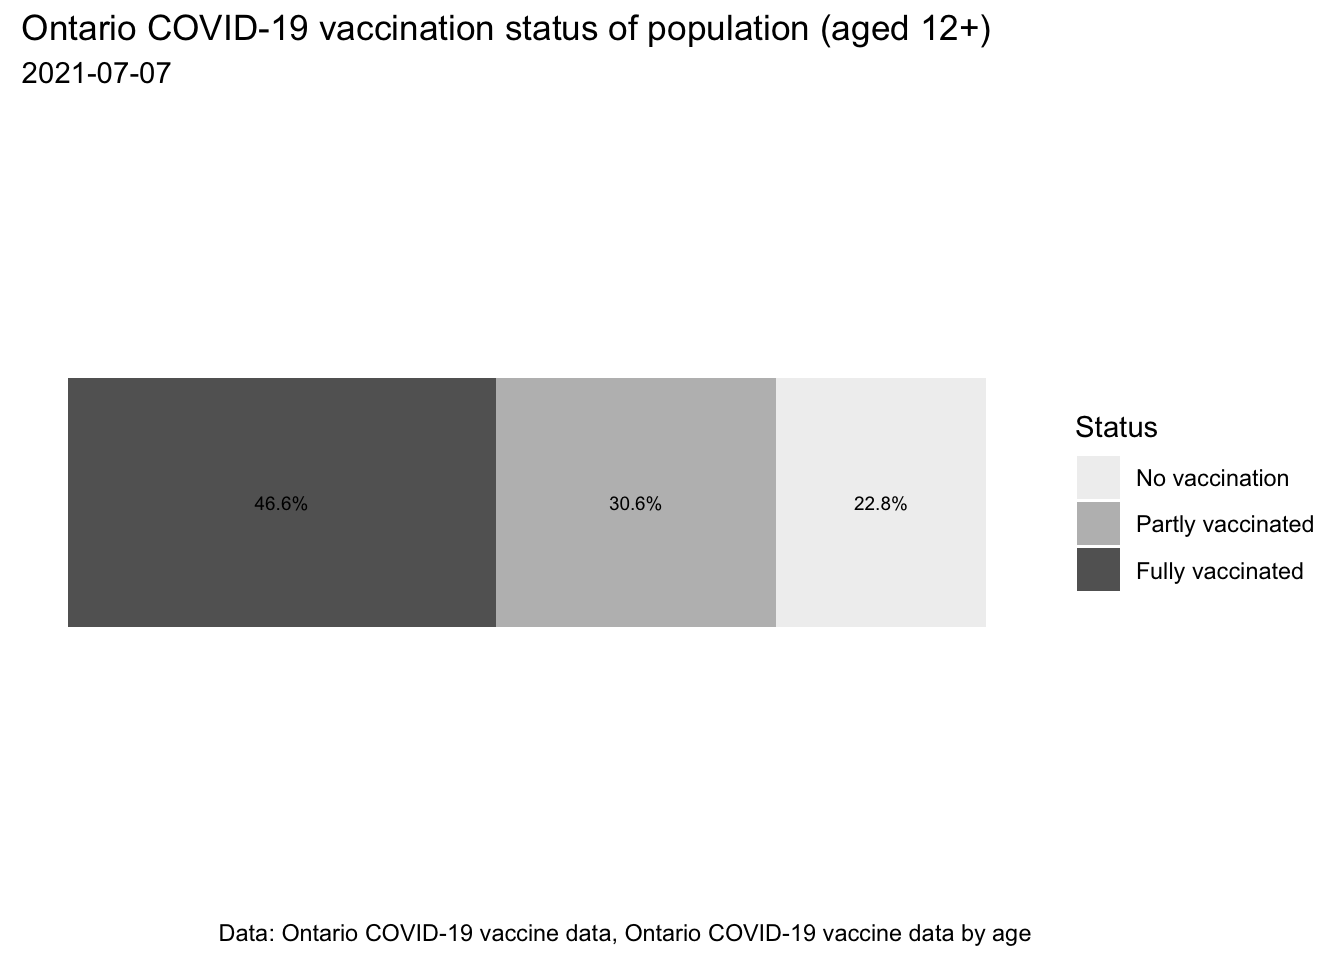 Ontario COVID-19 vaccination status of population (aged 12+)
2021-07-07
46.6%
30.6%
22.8%
Status
No vaccination
Partly vaccinated
Fully vaccinated
Data: Ontario COVID-19 vaccine data, Ontario COVID-19 vaccine data by age